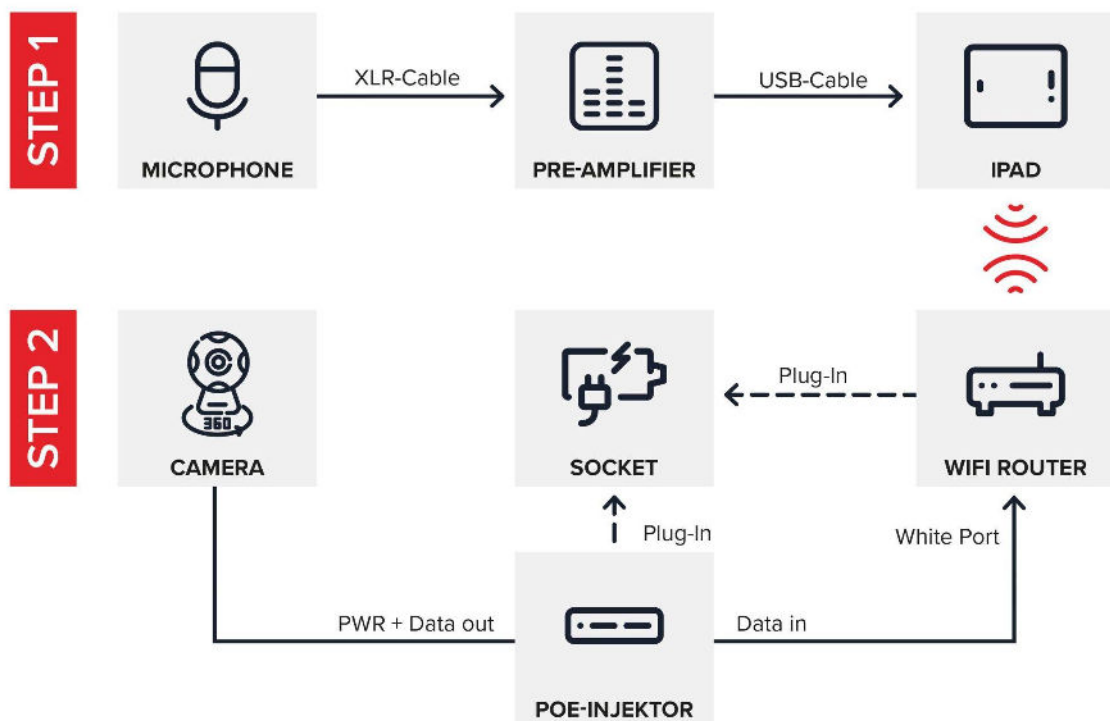 STEP 1
XLR-Cable
USB-Cable
MICROPHONE
PRE-AMPLIFIER
IPAD
STEP 2
Plug-In
360
CAMERA
SOCKET
WIFI ROUTER
Plug-In
White Port
PWR + Data out
Data in
POE-INJEKTOR